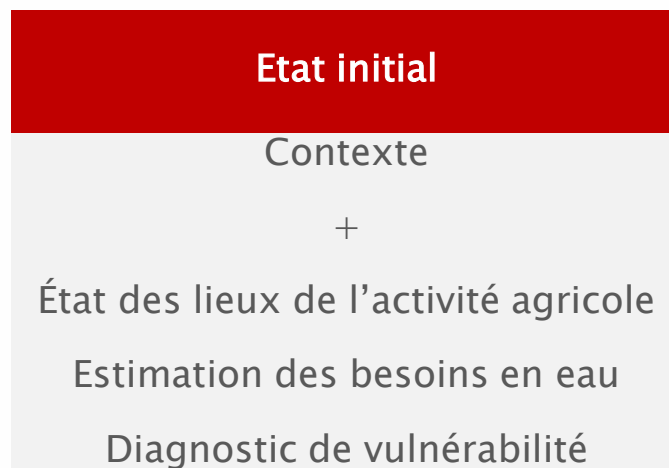 Etat initial
Contexte
+
État des lieux de l’activité agricole
Estimation des besoins en eau
Diagnostic de vulnérabilité